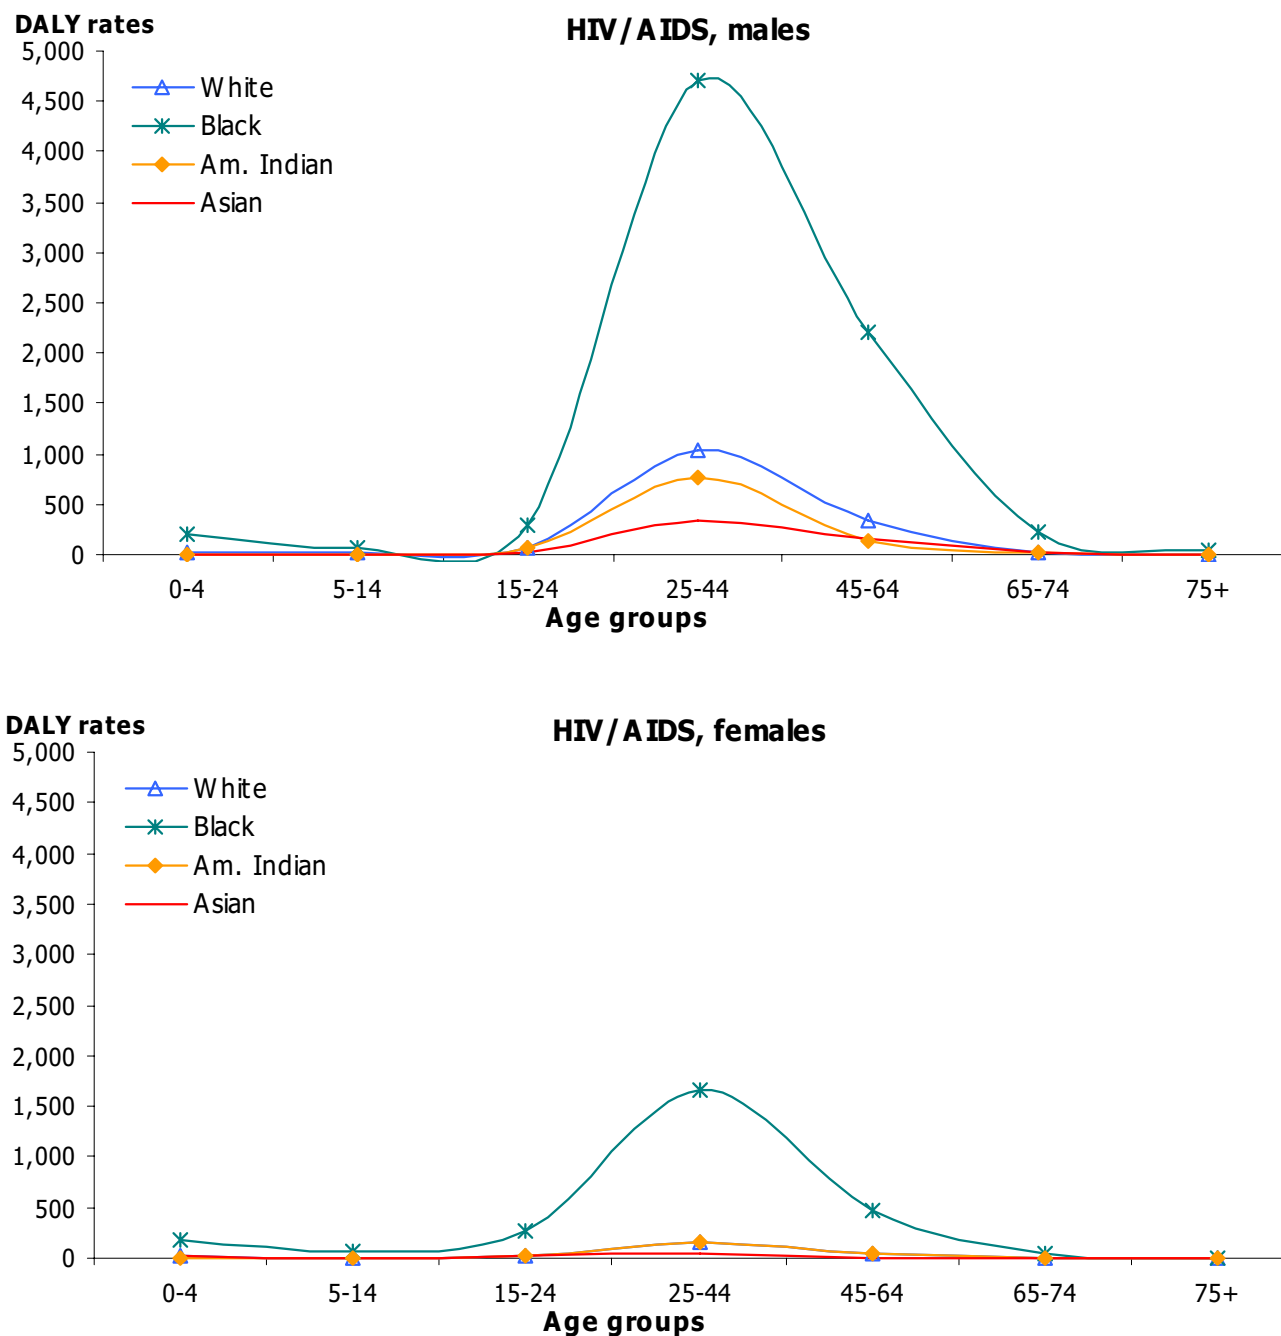 DALY rates
HIV/AIDS, males
5,000
4,500
4,000
3,500
3,000
2,500
2,000
1,500
1,000
500
0
White
Black
Am. Indian
Asian
0-4 5-14 15-24 25-44 45-64 65-74 75+
Age groups
DALY rates
HIV/AIDS, females
5,000
4,500
4,000
3,500
3,000
2,500
2,000
1,500
1,000
500
0
White
Black
Am. Indian
Asian
0-4 5-14 15-24 25-44 45-64 65-74 75+
Age groups